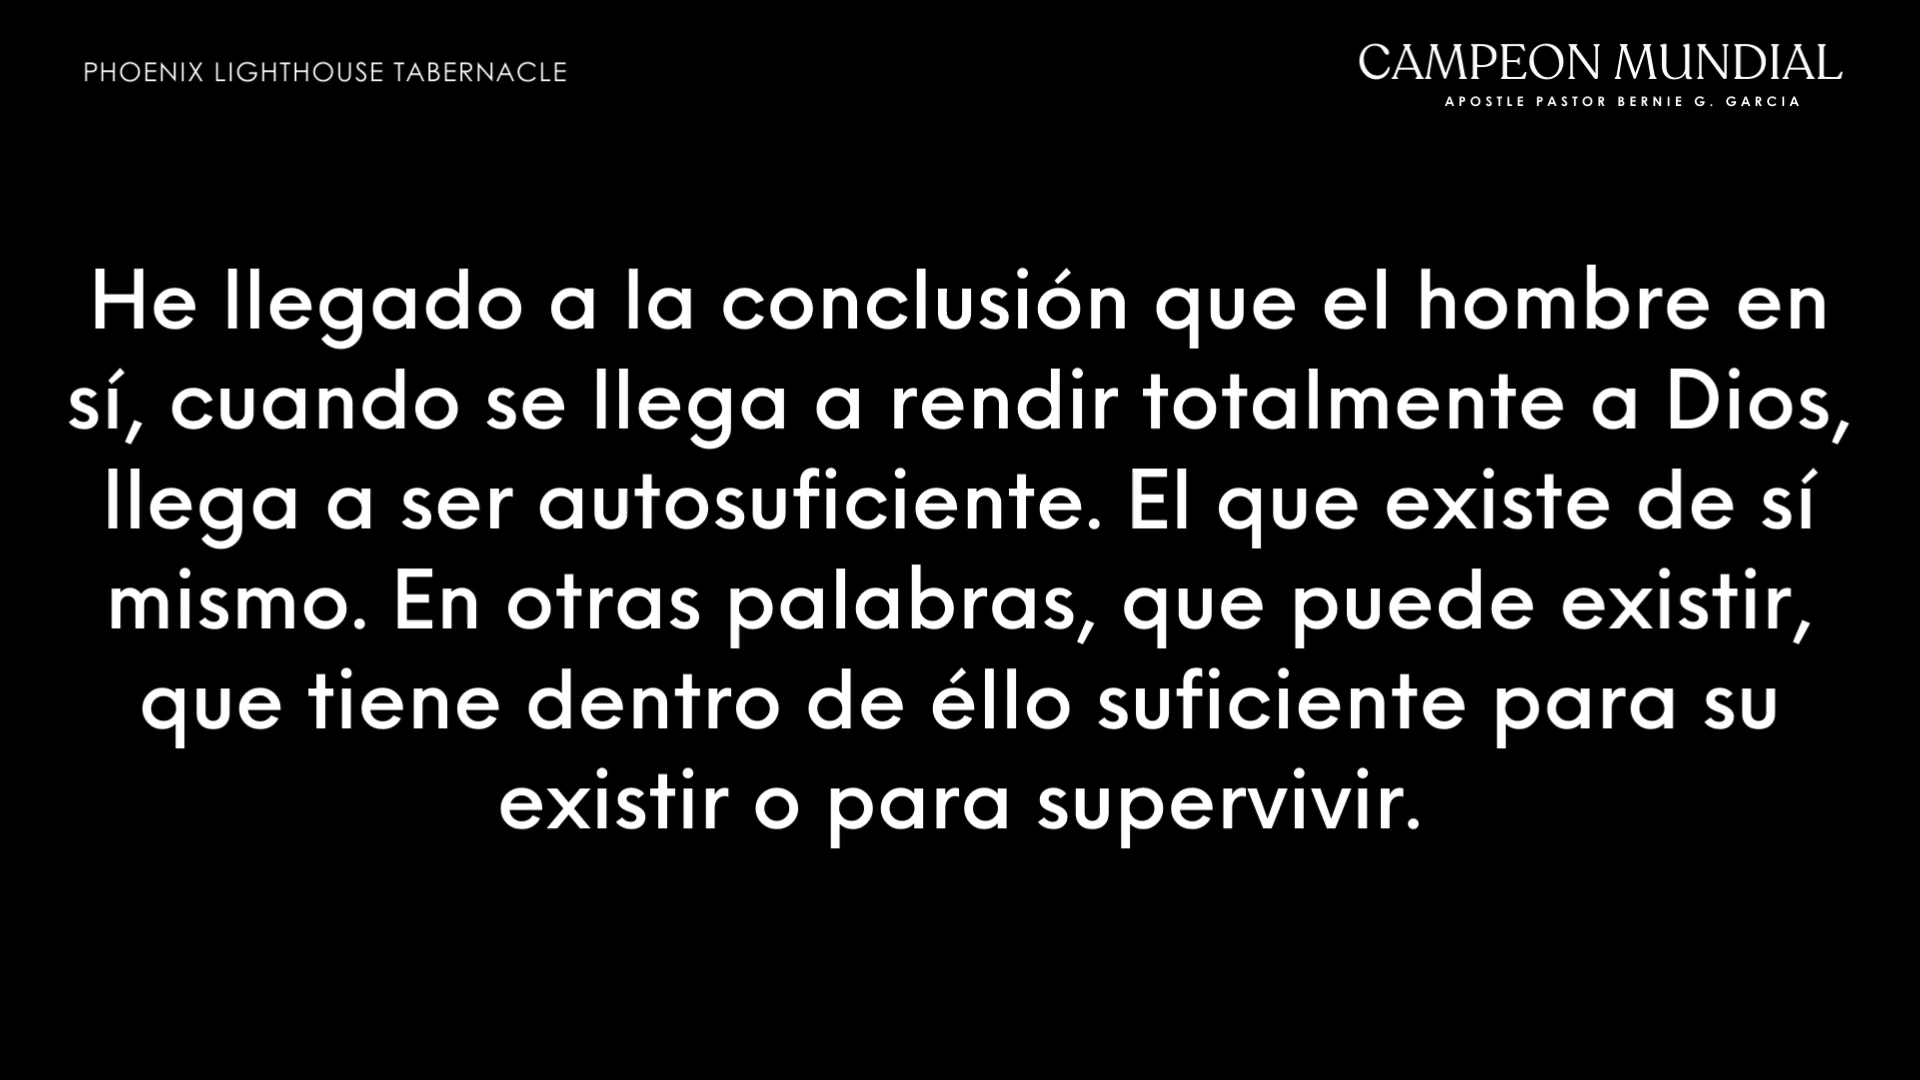 PHOENIX LIGHTHOUSE TABERNACLE
CAMPEON MUNDIAL
APOSTLE PASTOR BERNIE G. GARCIA
He llegado a la conclusión que el hombre en
sí, cuando se llega a rendir totalmente a Dios,
llega a ser autosuficiente. El que existe de sí
mismo. En otras palabras, que puede existir,
que tiene dentro de éllo suficiente para su
existir o para supervivir.